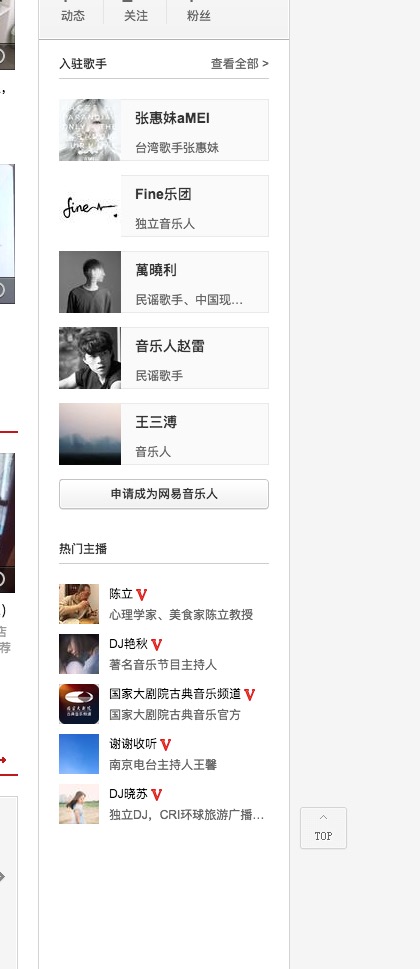 动态 关注 粉丝
入驻歌手 查看全部 >
张惠妹aMEI
台湾歌手张惠妹
Fine乐团
fine
独立音乐人
萬曉利
民谣歌手、中国现...
音乐人赵雷
民谣歌手
王三溥
音乐人
申请成为网易音乐人
热门主播
陈立
心理学家、美食家陈立教授
DJ艳秋
著名音乐节目主持人
国家大剧院古典音乐频道
国家大剧院古典音乐官方
谢谢收听
南京电台主持人王馨
DJ晓苏
独立DJ，CRI环球旅游广播...
店
荐
TOP